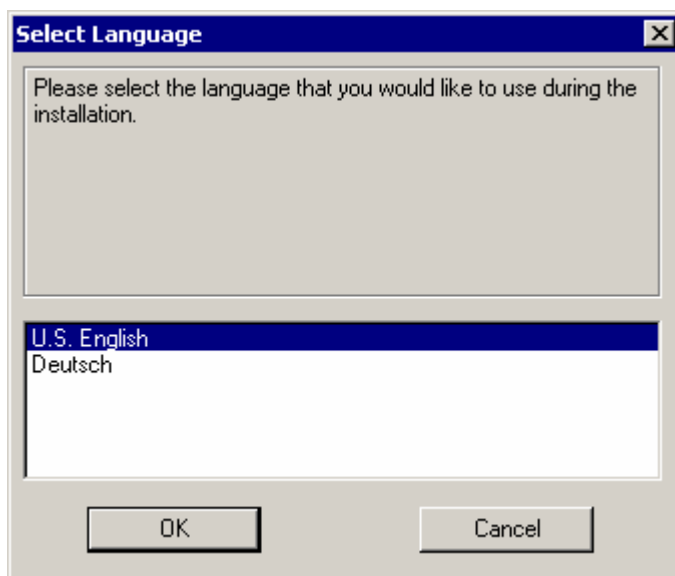 Select Language
Please select the language that you would like to use during the
installation.
U.S. English
Deutsch
OK
Cancel